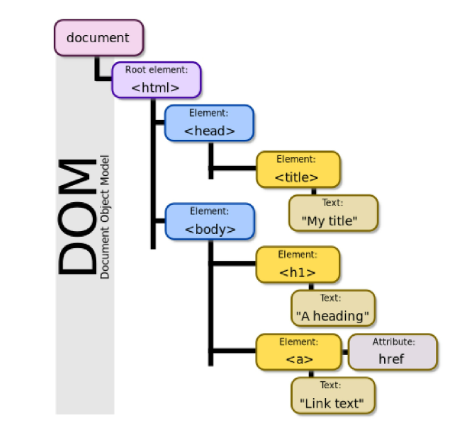 document
Root element:
<html>
Element:
<head>
Element:
<title>
Text:
"My title"
Element:
<body>
Element:
<h1>
Text:
"A heading"
Element:
<a>
Attribute:
href
Text:
"Link text"
DOM
Document Object Model